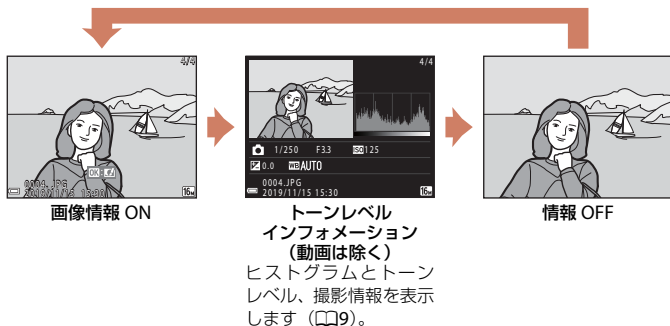 4/4
OK
0004.JPG
2019/11/15 15:30
16M
画像情報 ON
4/4
1/250 F3.3 ISO 125
0.0 WB AUTO
0004.JPG
2019/11/15 15:30
16M
トーンレベル
インフォメーション
(動画は除く)
ヒストグラムとトーン
レベル、撮影情報を表示
します(9)。
情報 OFF